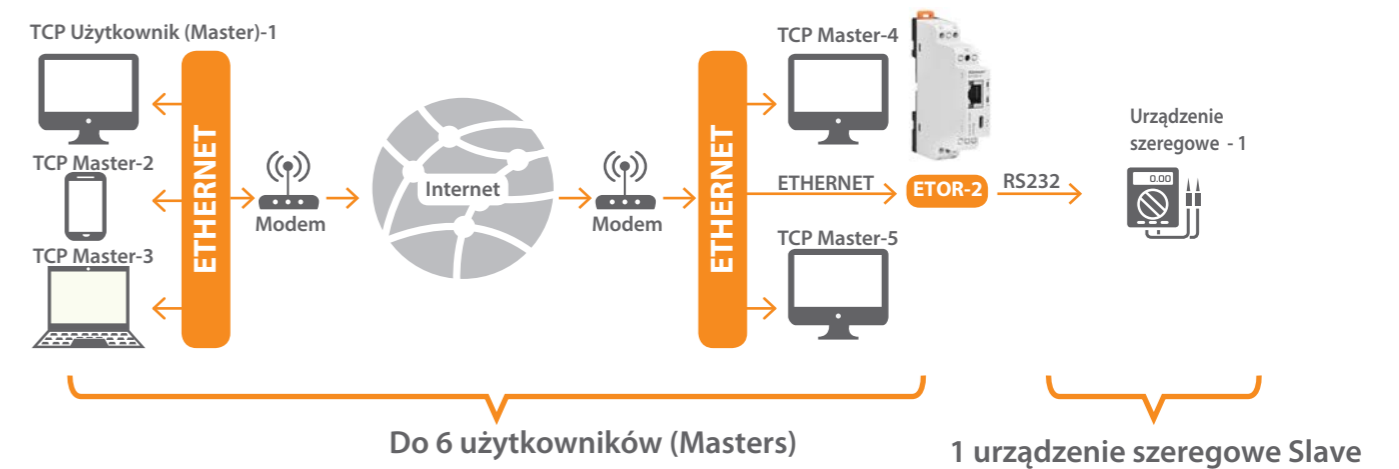 TCP Użytkownik (Master)-1
TCP Master-2
TCP Master-3
ETHERNET
Modem
Internet
Modem
ETHERNET
TCP Master-4
ETHERNET
ETOR-2
RS232
TCP Master-5
Urządzenie
szeregowe - 1
0.00
Do 6 użytkowników (Masters)
1 urządzenie szeregowe Slave